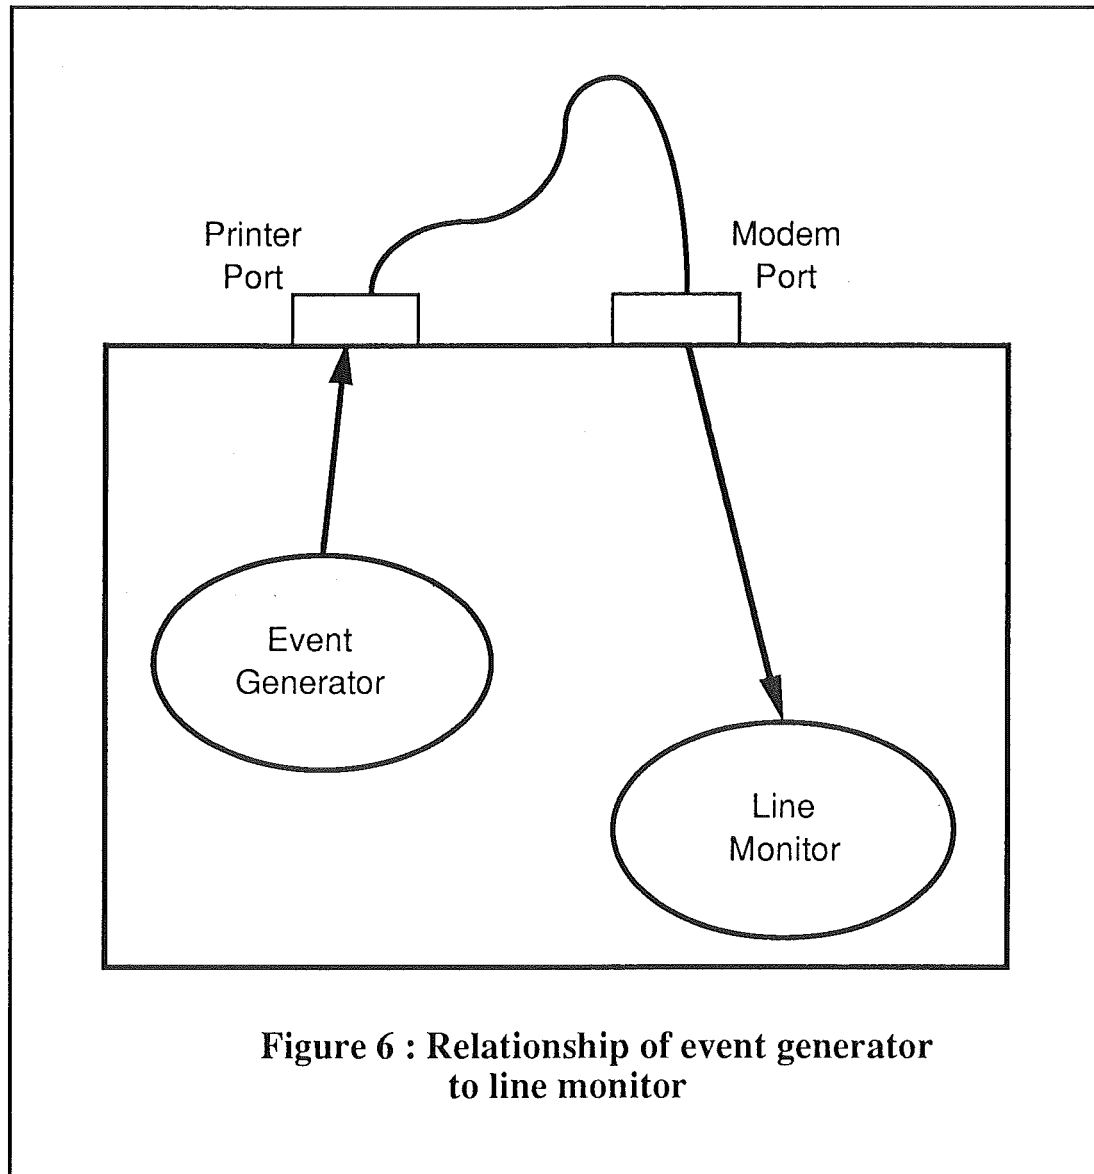 Printer
Port
Modem
Port
Event
Generator
Line
Monitor
Figure 6 : Relationship of event generator
to line monitor